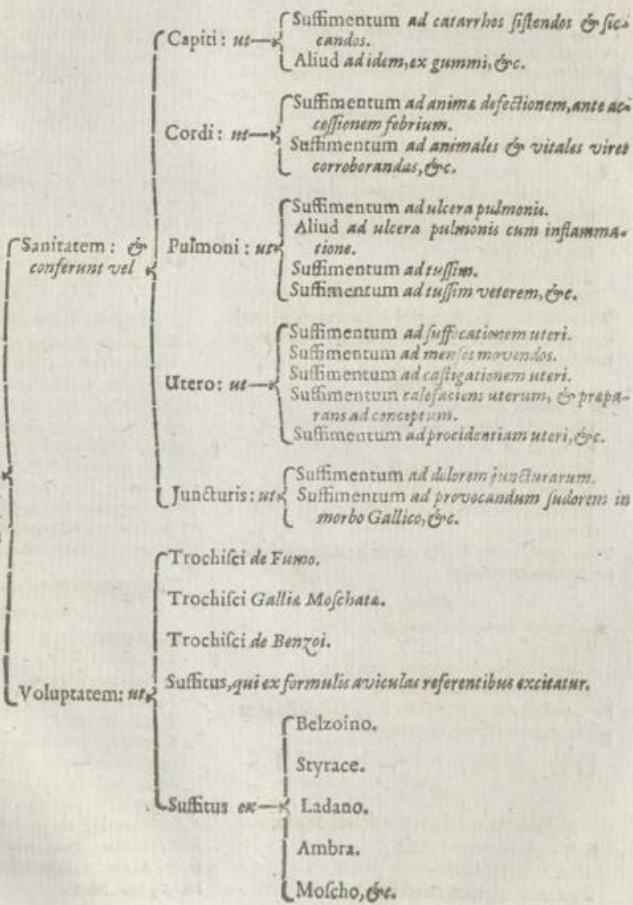 Capiti: ut
Suffimentum ad catarrhos sistendos & sic-
candos.
Aliud ad idem, ex gummi, &c.
Cordi: ut
Suffimentum ad animæ defectionem, ante ac-
cessionem febrium.
Suffimentum ad animales & vitales vires
corroborandas, &c.
Sanitatem: &
conferunt vel
Pulmoni: ut
Suffimentum ad ulcera pulmonis.
Aliud ad ulcera pulmonis cum inflamma-
tione.
Suffimentum ad tussim.
Suffimentum ad tussim veterem, &c.
Utero: ut
Suffimentum ad suffocationem uteri.
Suffimentum ad menses movendos.
Suffimentum ad castigationem uteri.
Suffimentum calefaciens uterum, & præpa-
rans ad conceptum.
Suffimentum ad procidentiam uteri, &c.
Juncturis: ut
Suffimentum ad dolorem juncturarum.
Suffimentum ad provocandum sudorem in
morbo Gallico, &c.
Voluptatem: ut
Trochisci de Fumo.
Trochisci Galliæ Moschatæ.
Trochisci de Benzoi.
Suffitus, qui ex formulis aviculas referentibus excitatur.
Suffitus ex
Belzoino.
Styrace.
Ladano.
Ambra.
Moscho, &c.